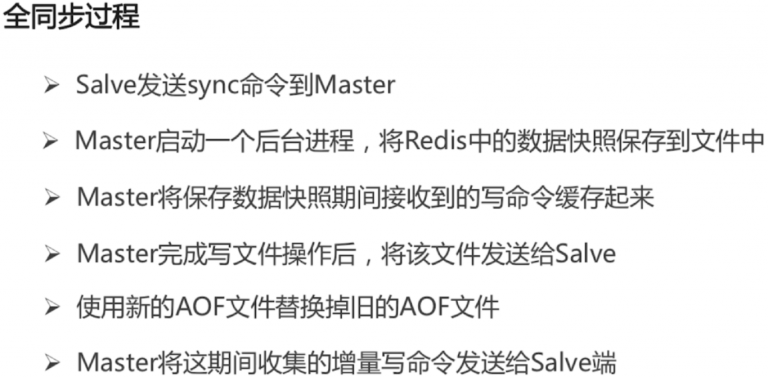 全同步过程
➢ Salve发送sync命令到Master
➢ Master启动一个后台进程，将Redis中的数据快照保存到文件中
➢ Master将保存数据快照期间接收到的写命令缓存起来
➢ Master完成写文件操作后，将该文件发送给Salve
➢ 使用新的AOF文件替换掉旧的AOF文件
➢ Master将这期间收集的增量写命令发送给Salve端